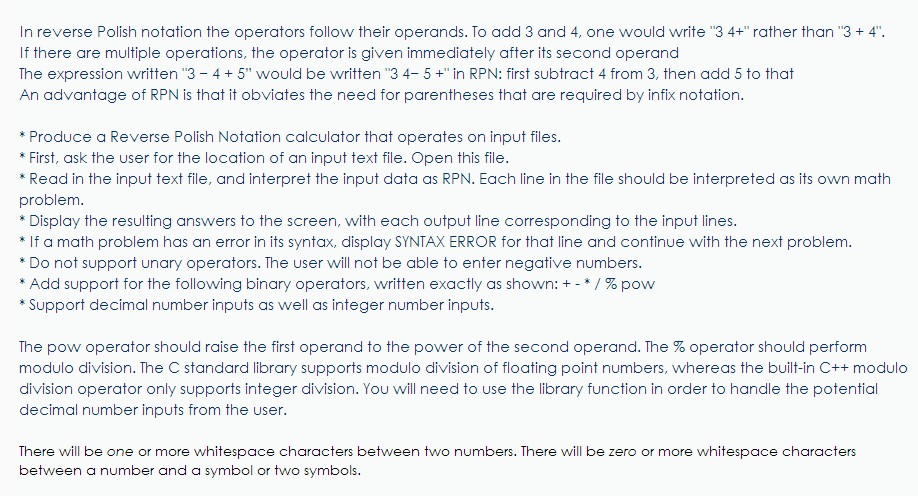 In reverse Polish notation the operators follow their operands. To add 3 and 4, one would write "3 4+" rather than "3 + 4".
If there are multiple operations, the operator is given immediately after its second operand
The expression written "3 − 4 + 5" would be written "3 4− 5 +" in RPN: first subtract 4 from 3, then add 5 to that
An advantage of RPN is that it obviates the need for parentheses that are required by infix notation.
* Produce a Reverse Polish Notation calculator that operates on input files.
* First, ask the user for the location of an input text file. Open this file.
* Read in the input text file, and interpret the input data as RPN. Each line in the file should be interpreted as its own math
problem.
* Display the resulting answers to the screen, with each output line corresponding to the input lines.
* If a math problem has an error in its syntax, display SYNTAX ERROR for that line and continue with the next problem.
* Do not support unary operators. The user will not be able to enter negative numbers.
* Add support for the following binary operators, written exactly as shown: + - * / % pow
* Support decimal number inputs as well as integer number inputs.
The pow operator should raise the first operand to the power of the second operand. The % operator should perform
modulo division. The C standard library supports modulo division of floating point numbers, whereas the built-in C++ modulo
division operator only supports integer division. You will need to use the library function in order to handle the potential
decimal number inputs from the user.
There will be one or more whitespace characters between two numbers. There will be zero or more whitespace characters
between a number and a symbol or two symbols.